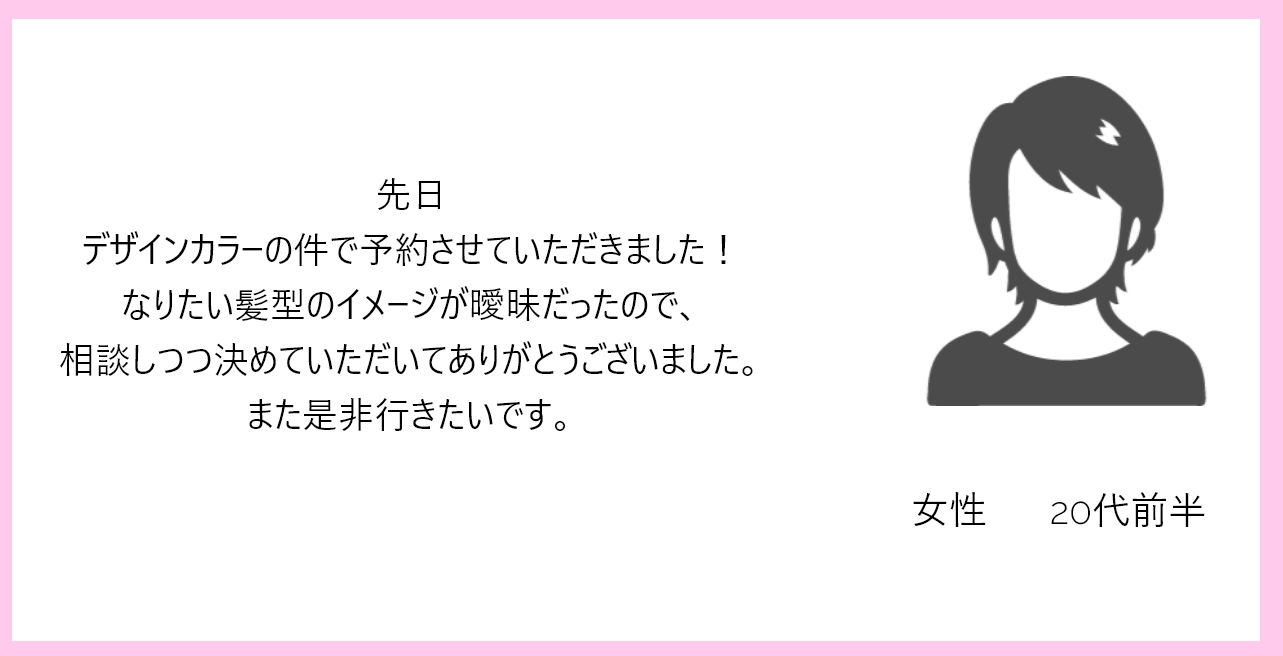 先日
デザインカラーの件で予約させていただきました！
なりたい髪型のイメージが曖昧だったので、
相談しつつ決めていただいてありがとうございました。
また是非行きたいです。
女性 20代前半